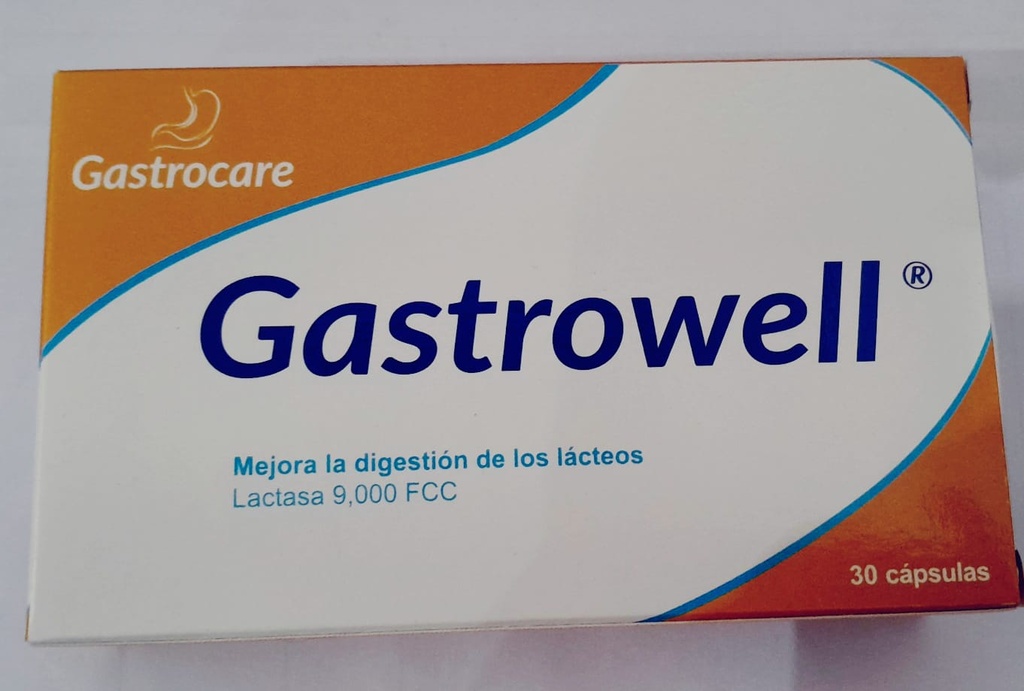 Gastrocare
Gastrowell ®
Mejora la digestión de los lácteos
Lactasa 9,000 FCC
30 cápsulas